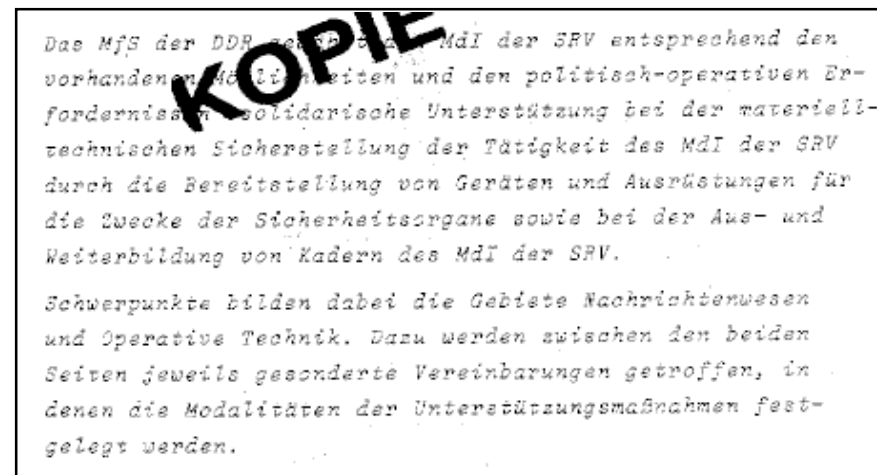 KOPIE
Das MfS der DDR dem MdI der SRV entsprechend den
vorhandenen Möglichkeiten und den politisch-operativen Er-
fordernissen solidarische Unterstützung bei der materiell-
technischen Sicherstellung der Tätigkeit des MdI der SRV
durch die Bereitstellung von Geräten und Ausrüstungen für
die Zwecke der Sicherheitsorgane sowie bei der Aus- und
Weiterbildung von Kadern des MdI der SRV.
Schwerpunkte bilden dabei die Gebiete Nachrichtenwesen
und Operative Technik. Dazu werden zwischen den beiden
Seiten jeweils gesonderte Vereinbarungen getroffen, in
denen die Modalitäten der Unterstützungsmaßnahmen fest-
gelegt werden.